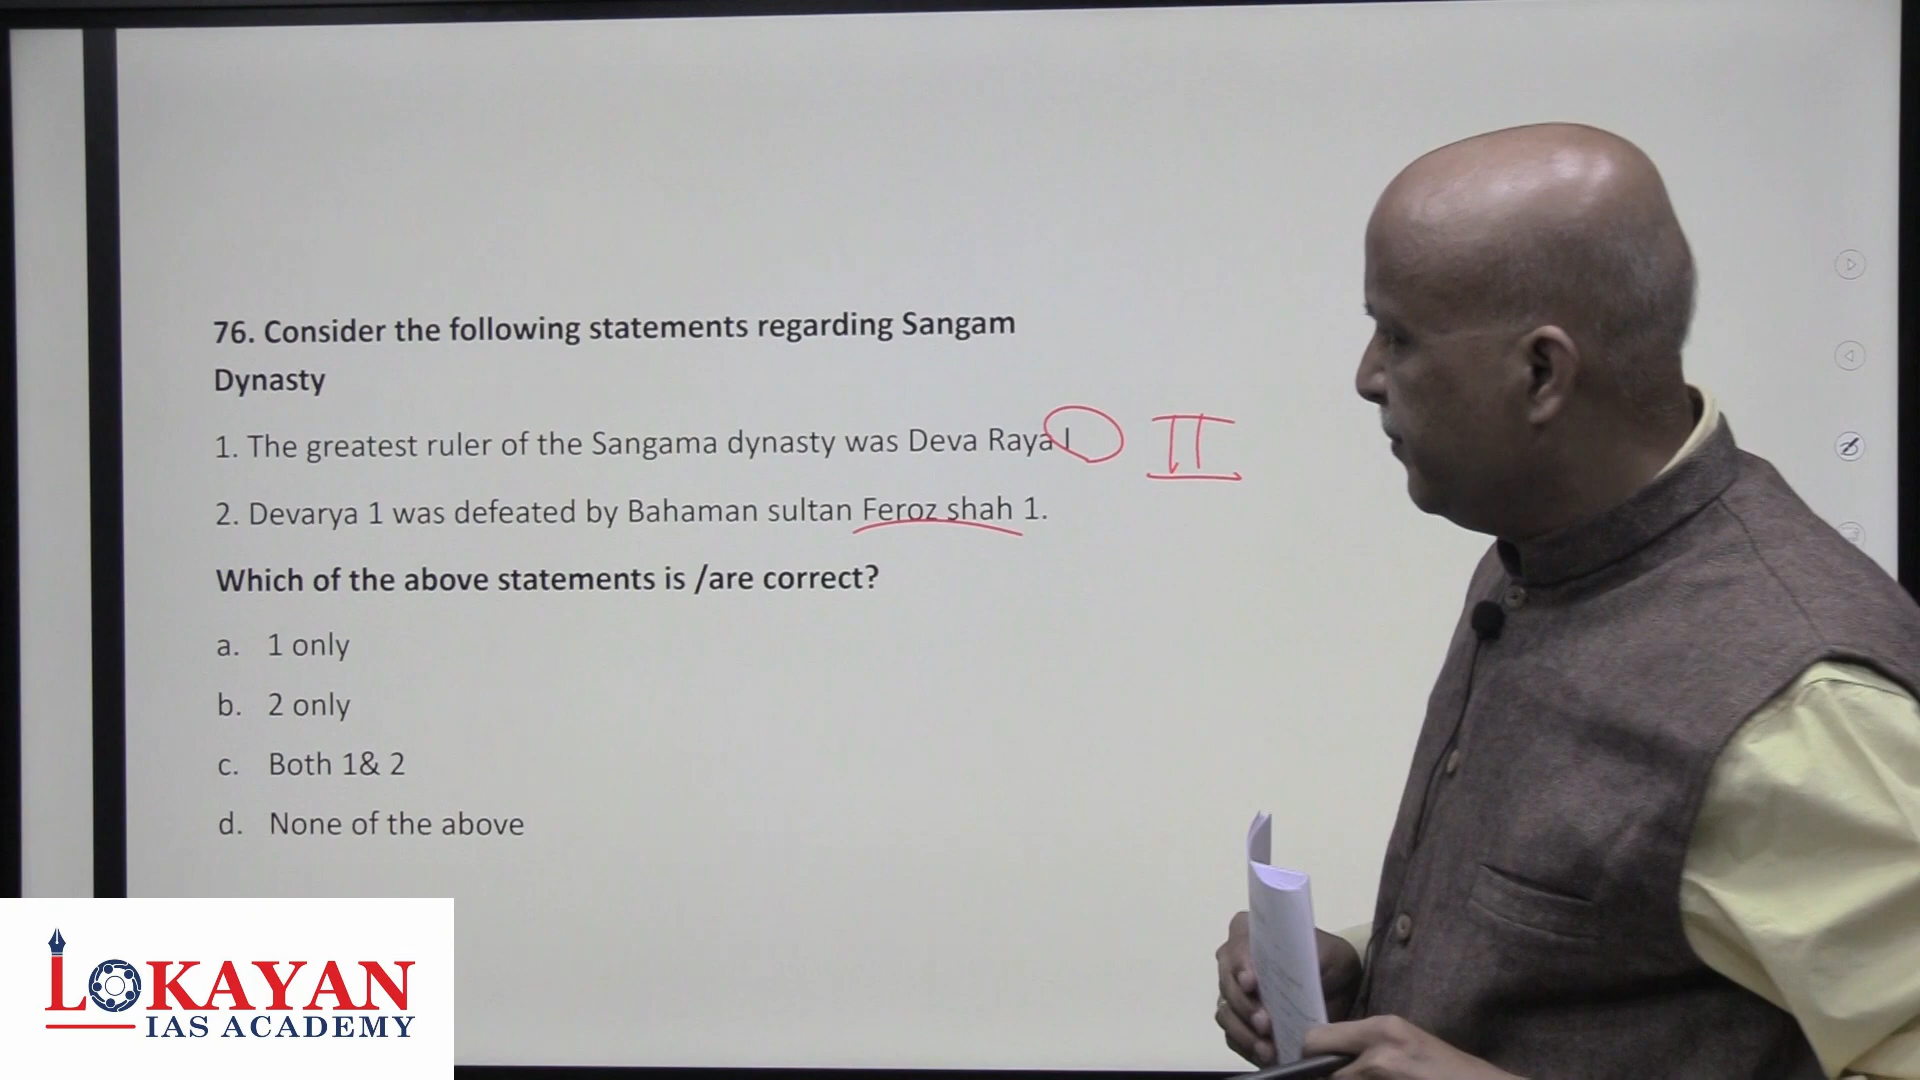 76. Consider the following statements regarding Sangam
Dynasty
1. The greatest ruler of the Sangama dynasty was Deva Raya I
II
2. Devarya 1 was defeated by Bahaman sultan Feroz shah 1.
Which of the above statements is /are correct?
a. 1 only
b. 2 only
c. Both 1& 2
d. None of the above
LOKAYAN
IAS ACADEMY